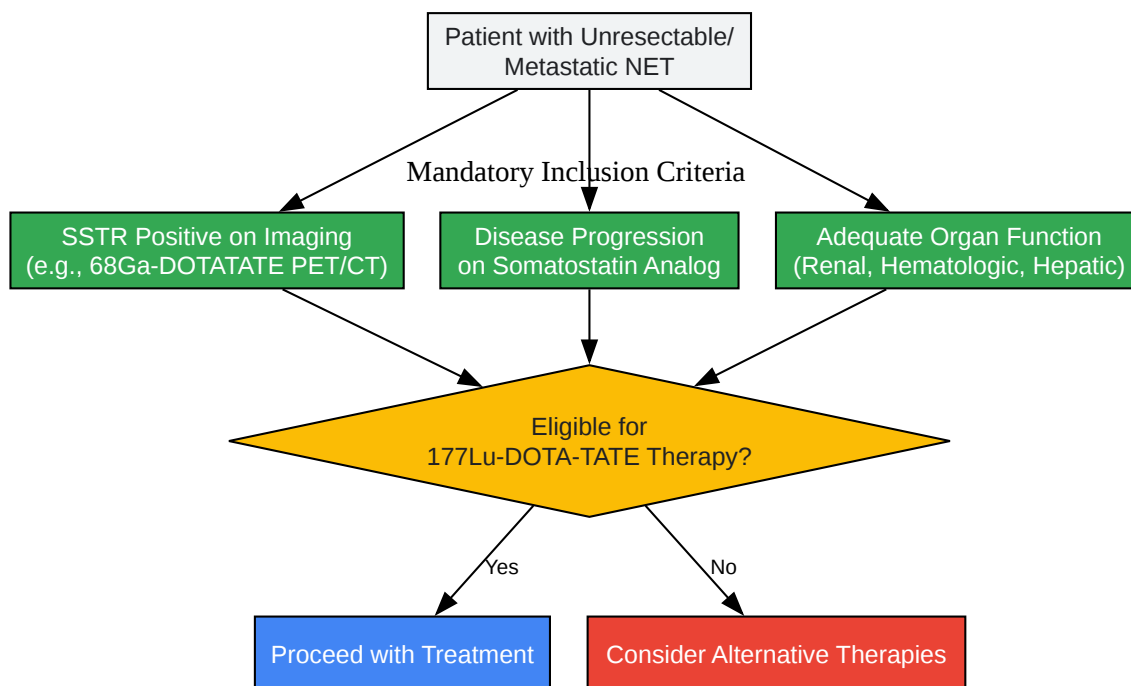 Patient with Unresectable/
Metastatic NET
Mandatory Inclusion Criteria
SSTR Positive on Imaging
(e.g., 68Ga-DOTATATE PET/CT)
Disease Progression
on Somatostatin Analog
Adequate Organ Function
(Renal, Hematologic, Hepatic)
Eligible for
177Lu-DOTA-TATE Therapy?
Yes
No
Proceed with Treatment
Consider Alternative Therapies